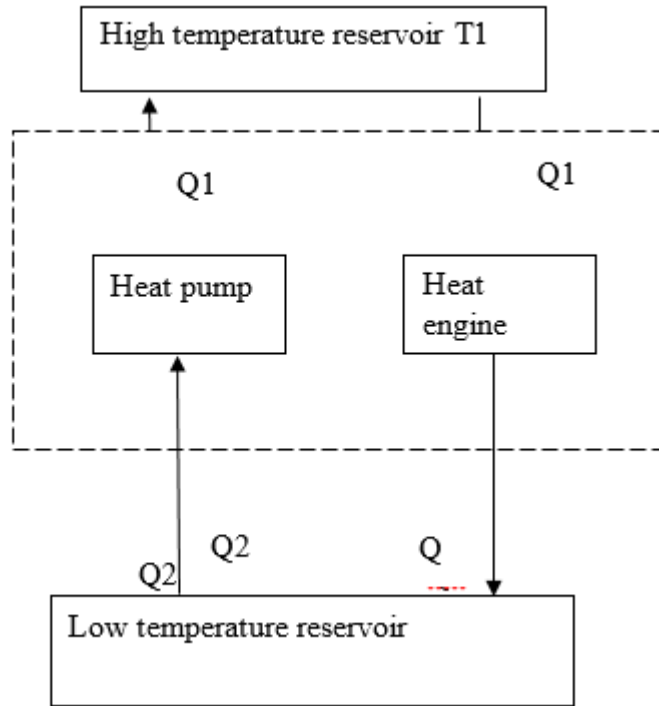 High temperature reservoir T1
Q1
Q1
Heat pump
Heat
engine
Q2
Q
Q2
Low temperature reservoir